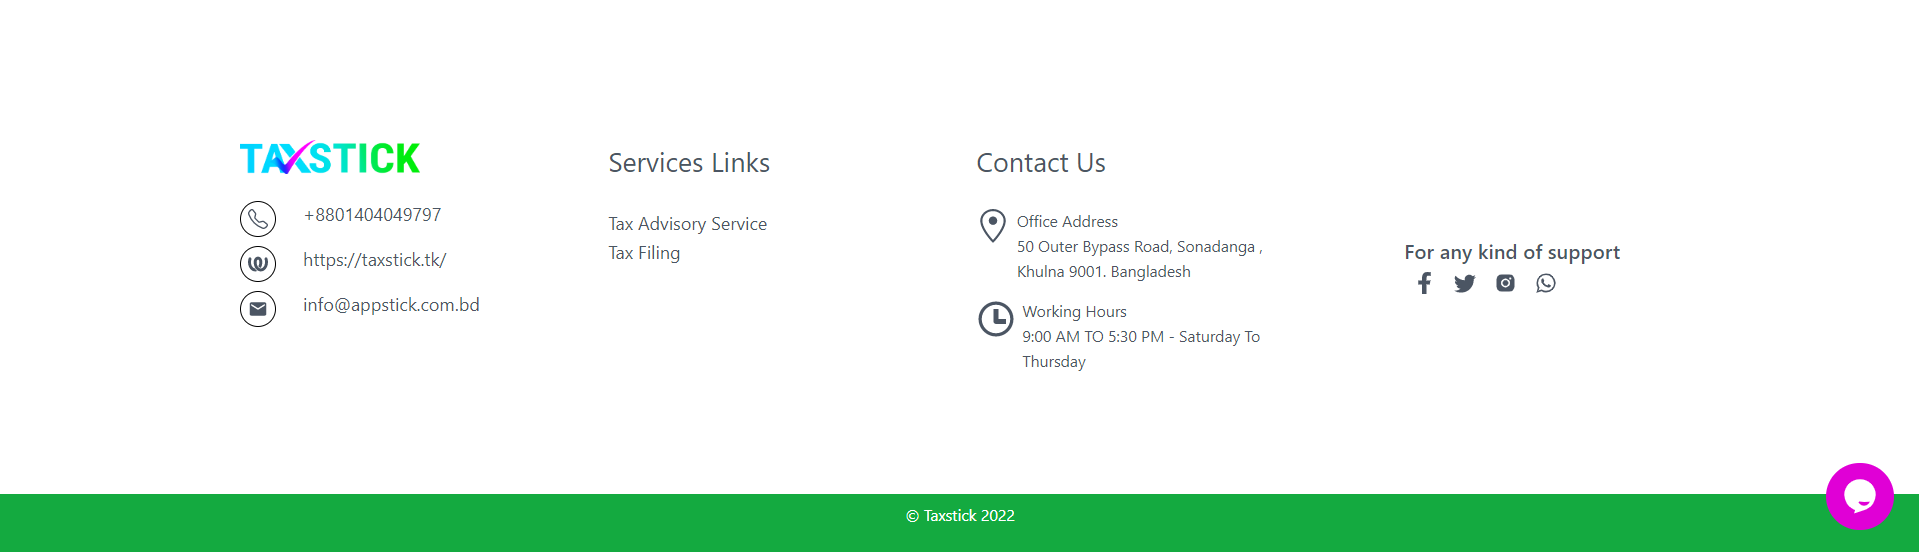 TAXSTICK
+8801404049797
https://taxstick.tk/
info@appstick.com.bd
Services Links
Tax Advisory Service
Tax Filing
Contact Us
Office Address
50 Outer Bypass Road, Sonadanga ,
Khulna 9001. Bangladesh
Working Hours
9:00 AM TO 5:30 PM - Saturday To
Thursday
For any kind of support
© Taxstick 2022